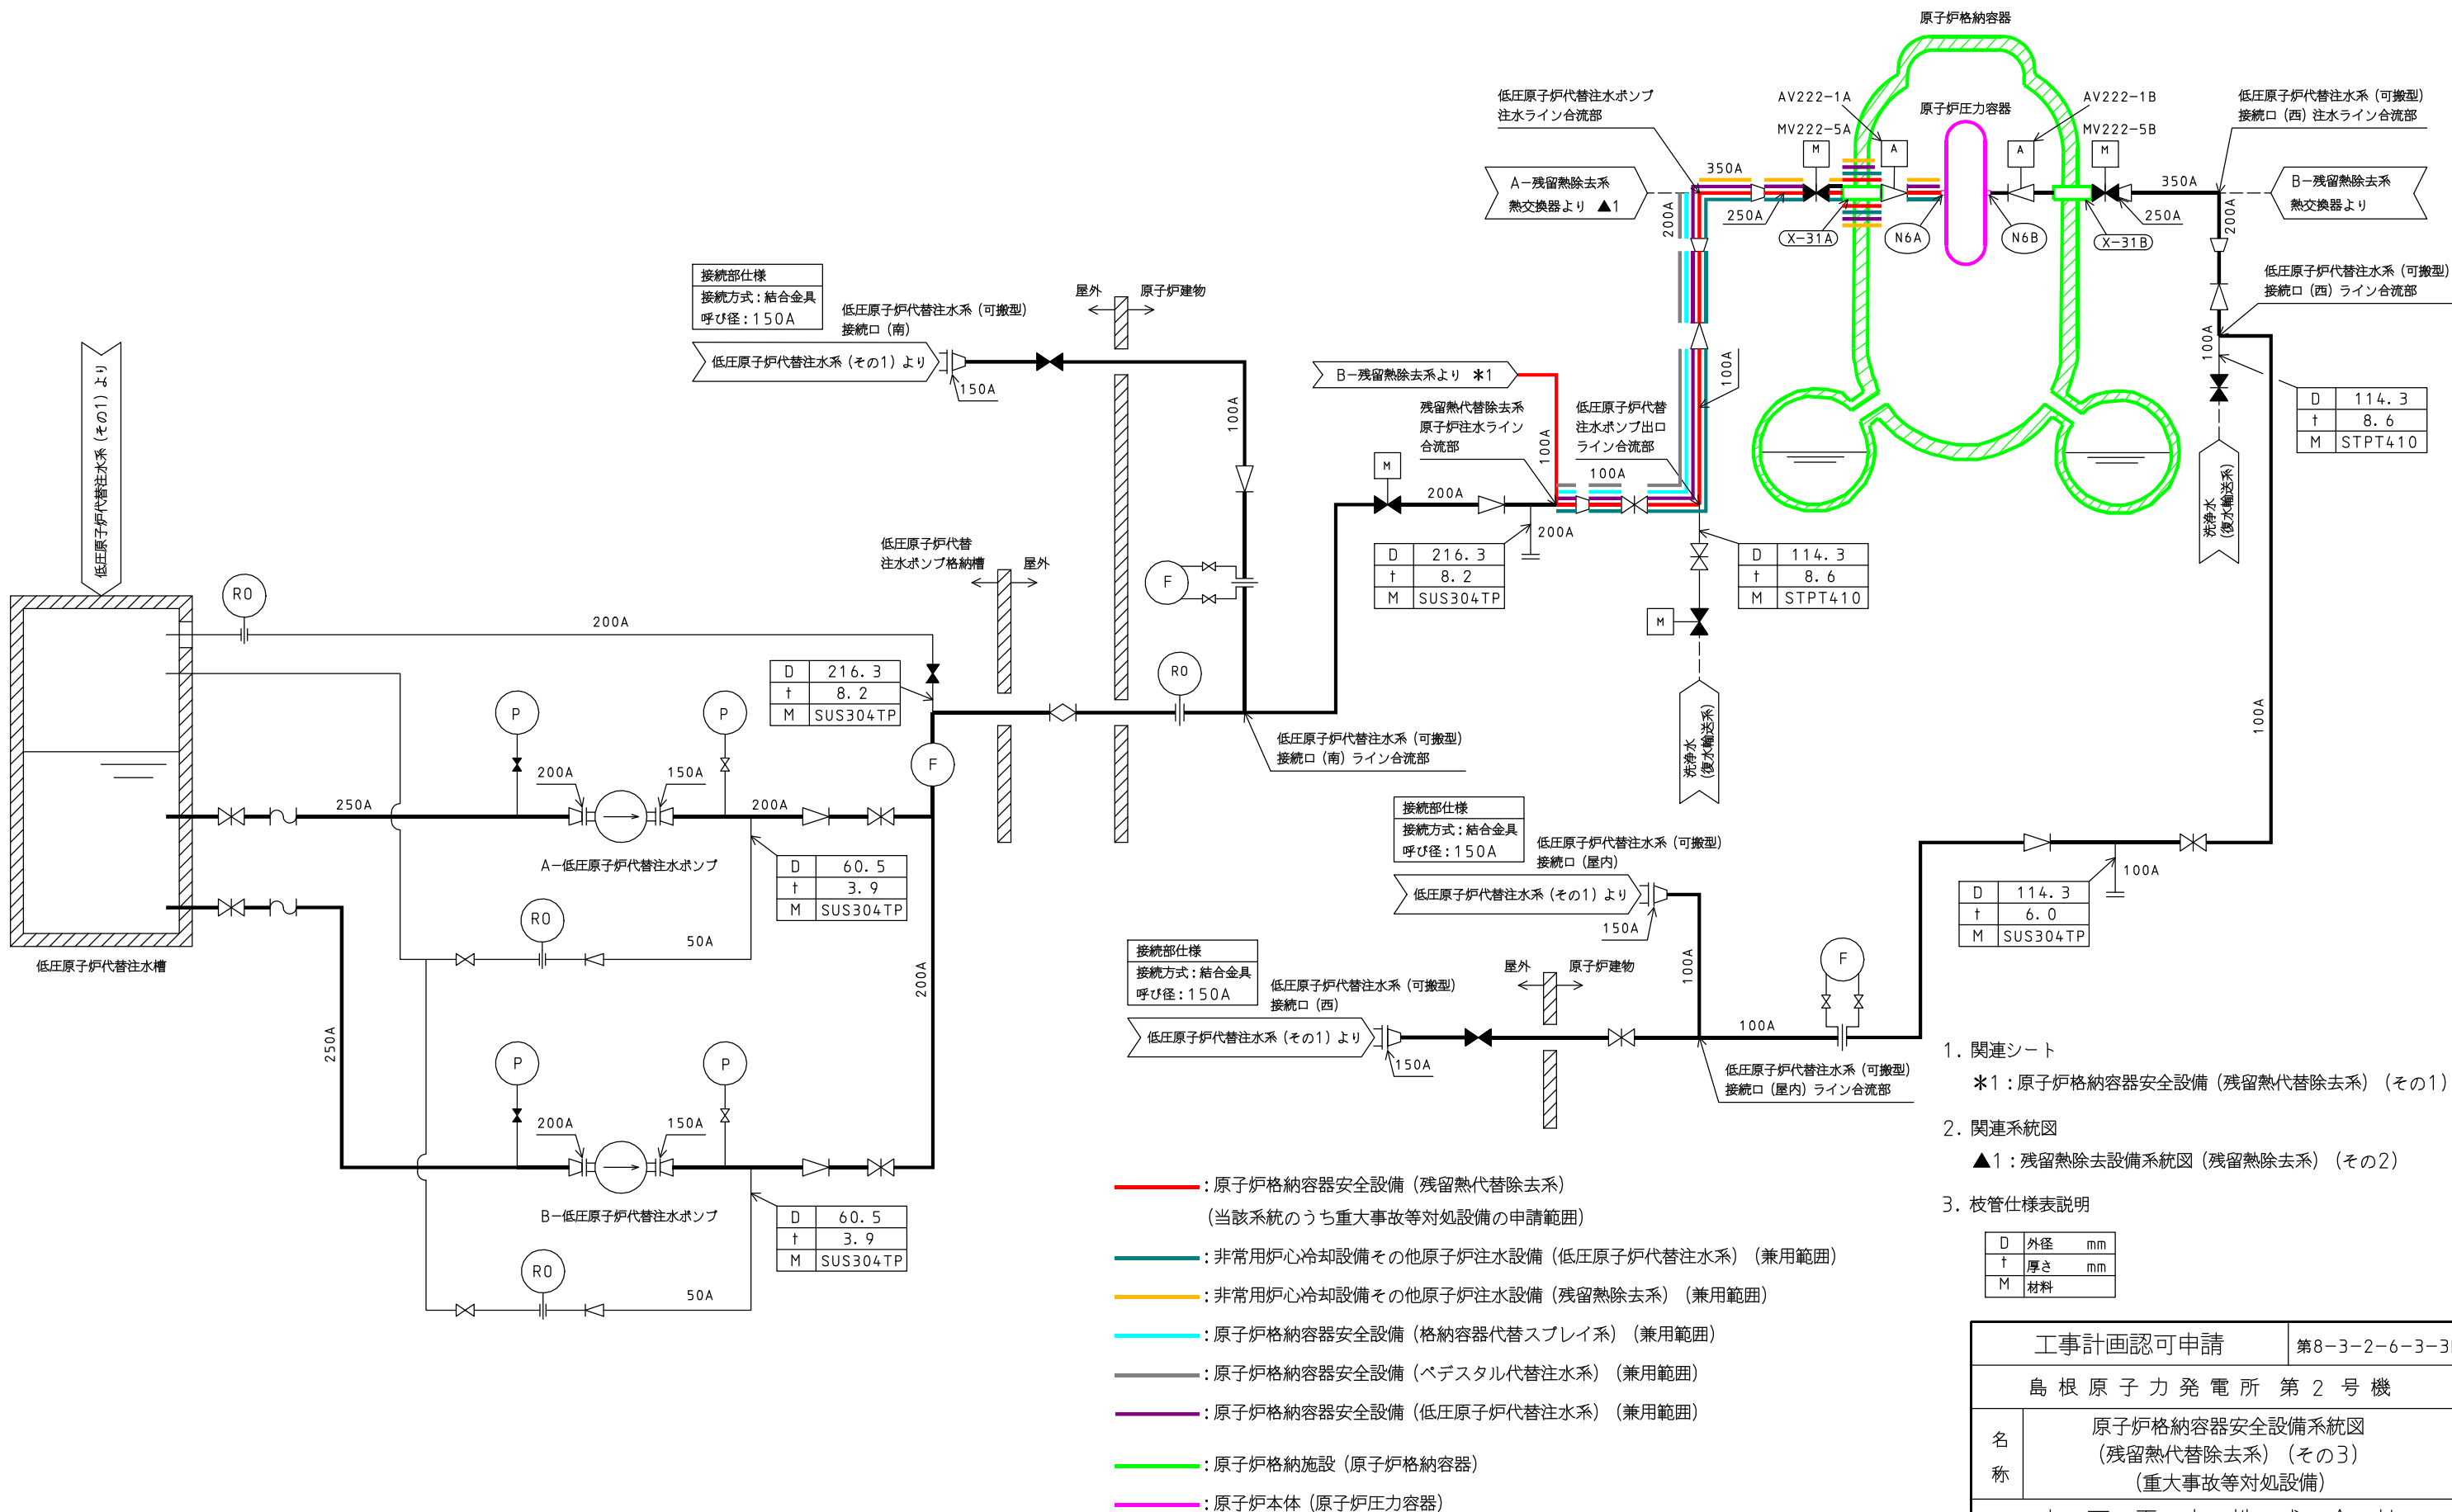 原子炉格納容器
低圧原子炉代替注水ポンプ
注水ライン合流部
AV222-1A
原子炉圧力容器
AV222-1B
低圧原子炉代替注水系(可搬型)
接続口(西)注水ライン合流部
MV222-5A
MV222-5B
M
A
A
M
A-残留熱除去系
熱交換器より ▲1
350A
350A
B-残留熱除去系
熱交換器より
200A
250A
250A
200A
X-31A
N6A
N6B
X-31B
接続部仕様
接続方式:結合金具
呼び径:150A
低圧原子炉代替注水系(可搬型)
接続口(南)
屋外
原子炉建物
低圧原子炉代替注水系(可搬型)
接続口(西)ライン合流部
低圧原子炉代替注水系(その1)より
低圧原子炉代替注水系(その1)より
150A
100A
B-残留熱除去系より *1
100A
100A
D 114.3
t 8.6
M STPT410
残留熱代替除去系
原子炉注水ライン
合流部
低圧原子炉代替
注水ポンプ出口
ライン合流部
100A
100A
M
200A
200A
洗浄水
(復水輸送系)
低圧原子炉代替
注水ポンプ格納槽
屋外
F
D 216.3
t 8.2
M SUS304TP
D 114.3
t 8.6
M STPT410
M
RO
200A
RO
D 216.3
t 8.2
M SUS304TP
P
P
F
100A
洗浄水
(復水輸送系)
低圧原子炉代替注水系(可搬型)
接続口(南)ライン合流部
200A
150A
250A
200A
A-低圧原子炉代替注水ポンプ
D 60.5
t 3.9
M SUS304TP
接続部仕様
接続方式:結合金具
呼び径:150A
低圧原子炉代替注水系(可搬型)
接続口(屋内)
低圧原子炉代替注水系(その1)より
150A
100A
100A
D 114.3
t 6.0
M SUS304TP
RO
50A
200A
低圧原子炉代替注水槽
接続部仕様
接続方式:結合金具
呼び径:150A
低圧原子炉代替注水系(可搬型)
接続口(西)
屋外
原子炉建物
F
低圧原子炉代替注水系(その1)より
150A
100A
低圧原子炉代替注水系(可搬型)
接続口(屋内)ライン合流部
250A
P
P
200A
150A
B-低圧原子炉代替注水ポンプ
D 60.5
t 3.9
M SUS304TP
RO
50A
1. 関連シート
*1:原子炉格納容器安全設備(残留熱代替除去系)(その1)
2. 関連系統図
▲1:残留熱除去設備系統図(残留熱除去系)(その2)
3. 枝管仕様表説明
D 外径 mm
t 厚さ mm
M 材料
:原子炉格納容器安全設備(残留熱代替除去系)
(当該系統のうち重大事故等対処設備の申請範囲)
:非常用炉心冷却設備その他原子炉注水設備(低圧原子炉代替注水系)(兼用範囲)
:非常用炉心冷却設備その他原子炉注水設備(残留熱除去系)(兼用範囲)
:原子炉格納容器安全設備(格納容器代替スプレイ系)(兼用範囲)
:原子炉格納容器安全設備(ペデスタル代替注水系)(兼用範囲)
:原子炉格納容器安全設備(低圧原子炉代替注水系)(兼用範囲)
:原子炉格納施設(原子炉格納容器)
:原子炉本体(原子炉圧力容器)
工事計画認可申請 第8-3-2-6-3-3
島根原子力発電所 第2号機
名称
原子炉格納容器安全設備系統図
(残留熱代替除去系)(その3)
(重大事故等対処設備)